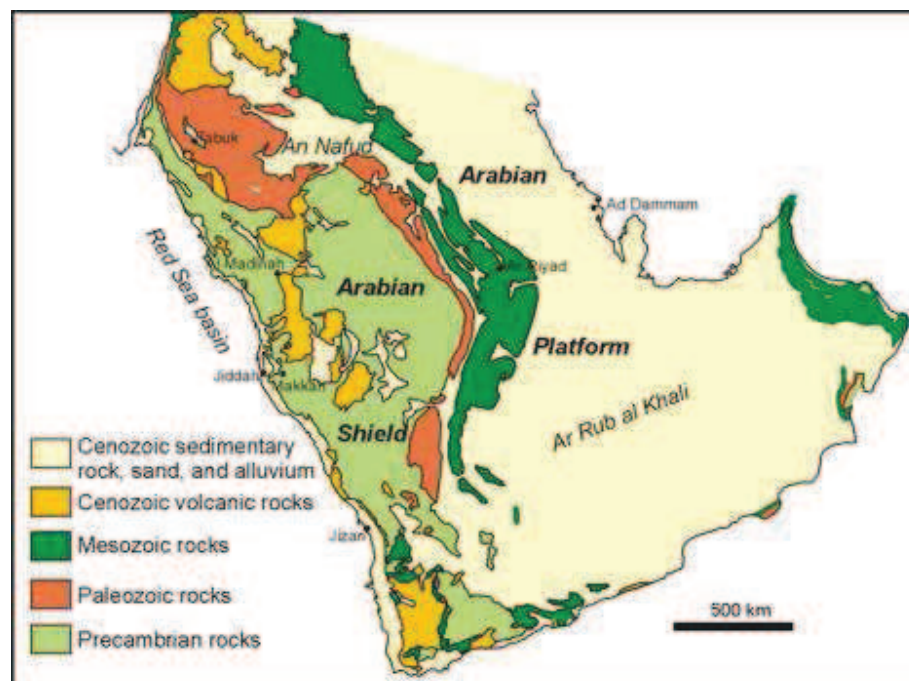 Tabuk
An Nafud
Arabian
Ad Dammam
Al Madinah
Ar Riyad
Red Sea basin
Arabian
Platform
Jiddah
Makkah
Ar Rub al Khali
Shield
Jizan
Cenozoic sedimentary
rock, sand, and alluvium
Cenozoic volcanic rocks
Mesozoic rocks
Paleozoic rocks
Precambrian rocks
500 km